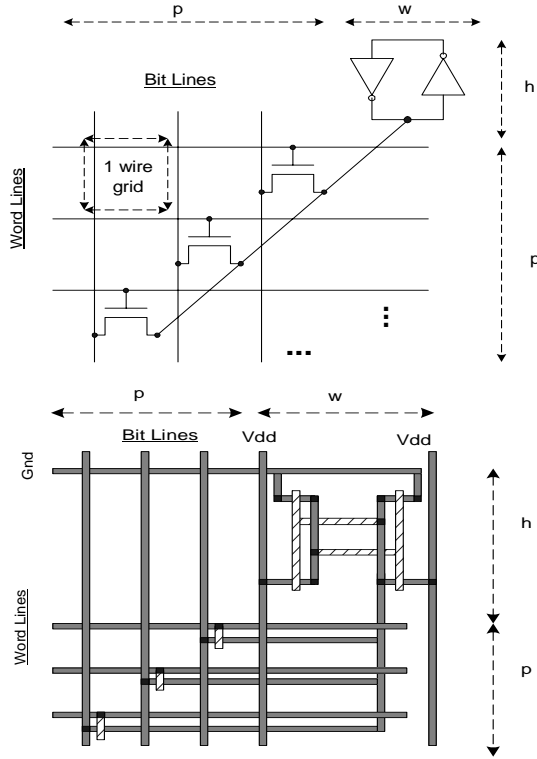 p
w
Bit Lines
h
1 wire
grid
Word Lines
p
...
...
p
w
Bit Lines
Vdd
Vdd
Gnd
h
Word Lines
p